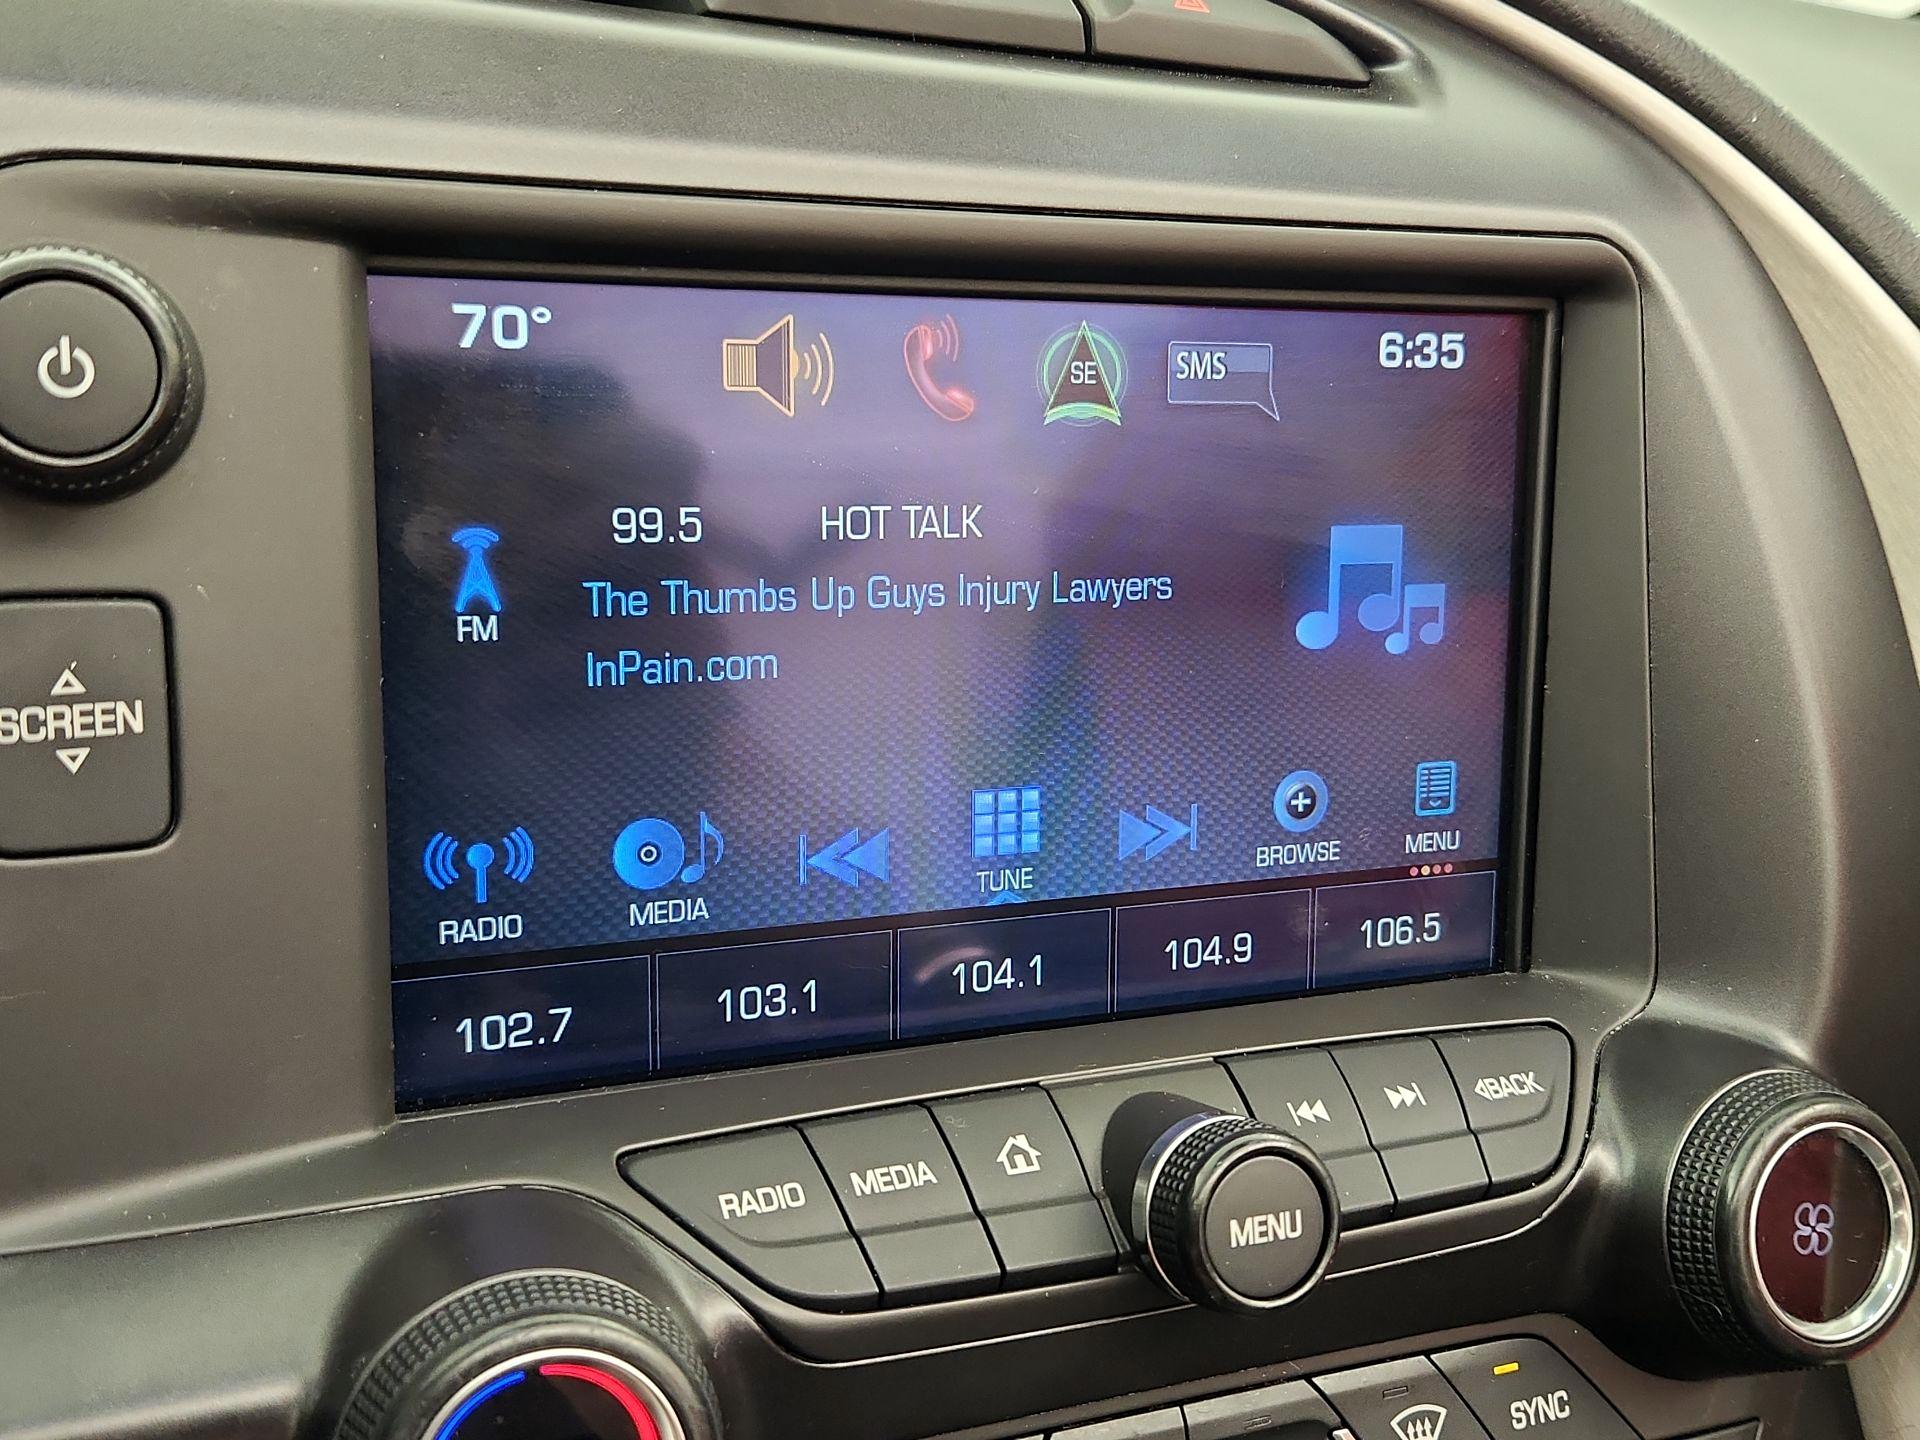 70°
SE
SMS
6:35
99.5 HOT TALK
FM
The Thumbs Up Guys Injury Lawyers
InPain.com
SCREEN
RADIO
MEDIA
TUNE
BROWSE
MENU
102.7
103.1
104.1
104.9
106.5
RADIO
MEDIA
MENU
BACK
SYNC